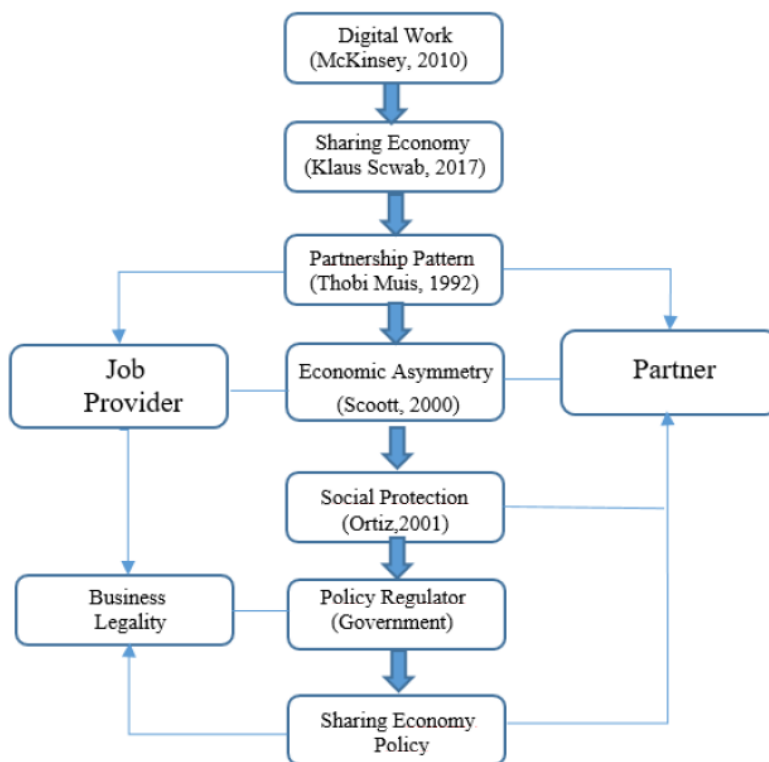 Digital Work
(McKinsey, 2010)
Sharing Economy
(Klaus Scwab, 2017)
Partnership Pattern
(Thobi Muis, 1992)
Job
Provider
Economic Asymmetry
(Scoott, 2000)
Partner
Social Protection
(Ortiz,2001)
Business
Legality
Policy Regulator
(Government)
Sharing Economy
Policy